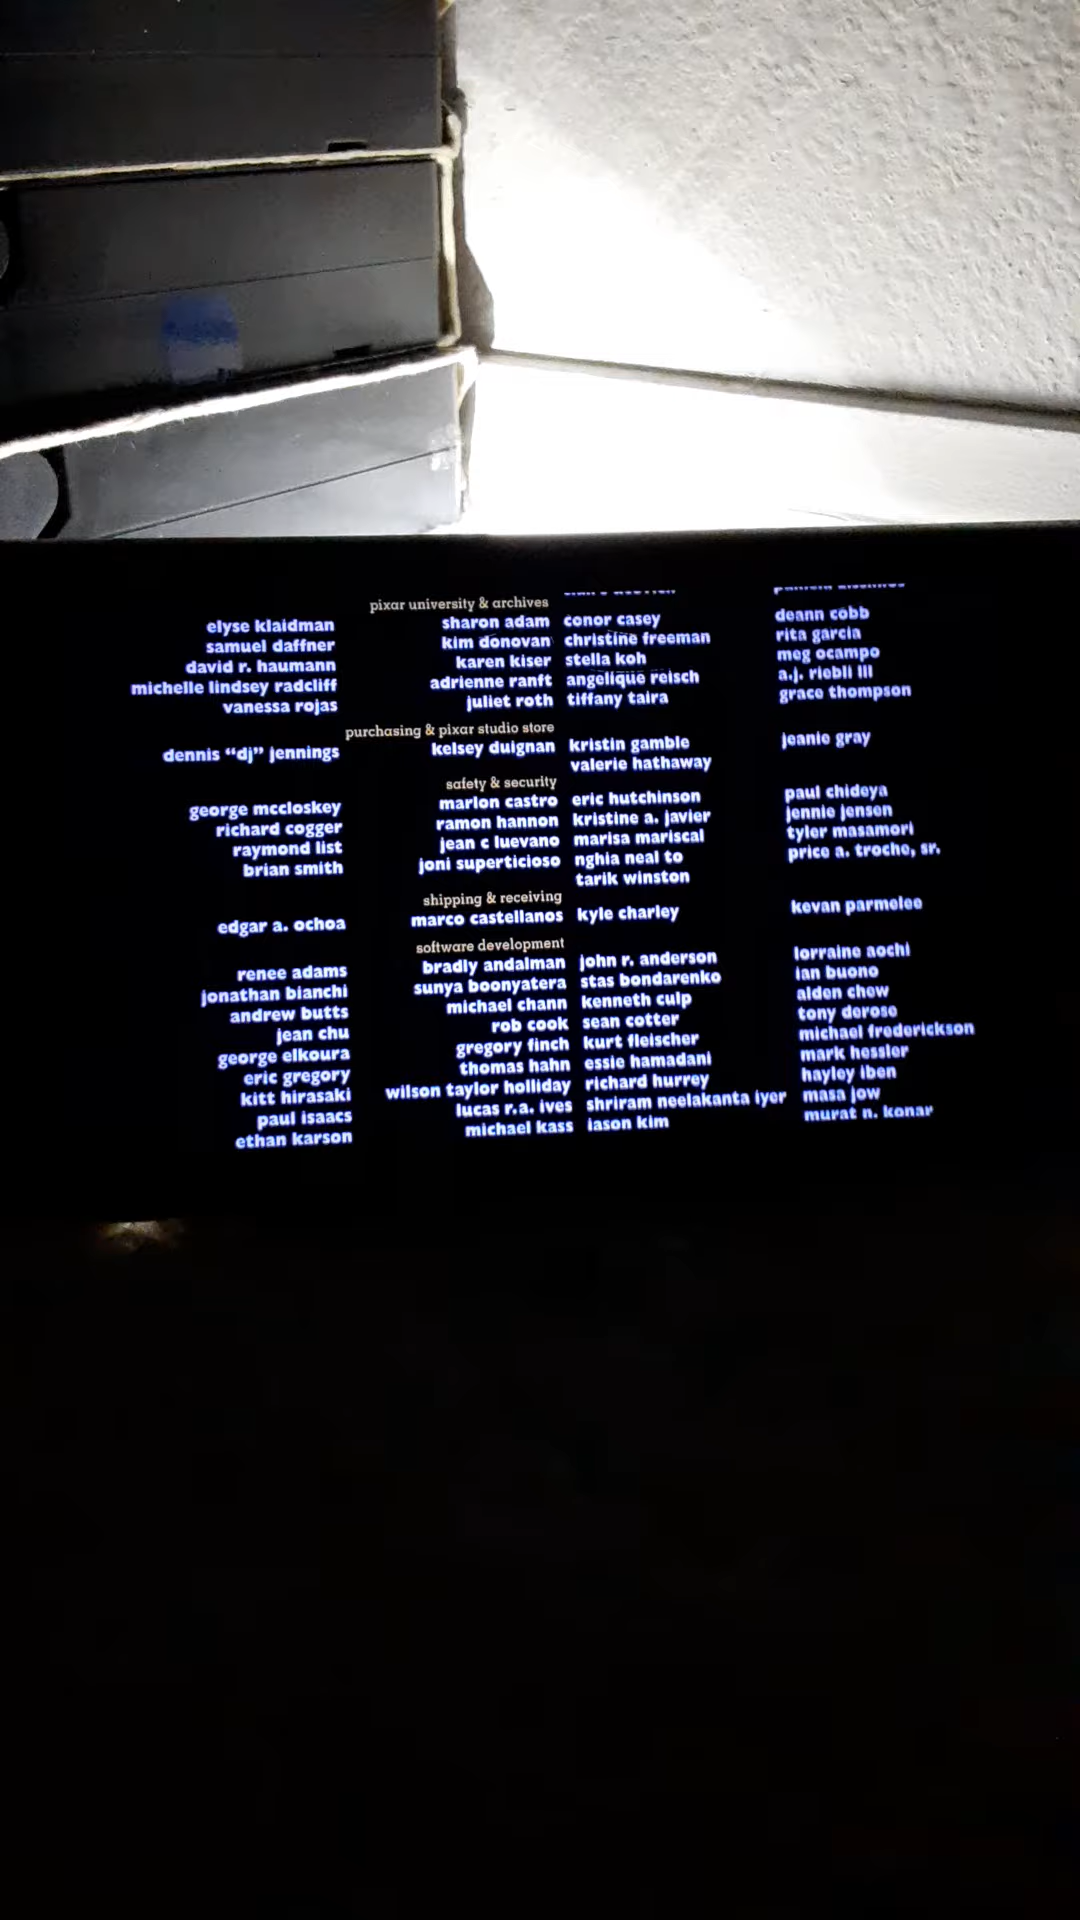 pixar university & archives
elyse klaidman sharon adam conor casey deann cobb
samuel daffner kim donovan christine freeman rita garcia
david r. haumann karen kiser stella koh meg ocampo
michelle lindsey radcliff adrienne ranft angelique reisch a.j. riebli III
vanessa rojas juliet roth tiffany taira grace thompson
purchasing & pixar studio store
dennis “dj” jennings kelsey duignan kristin gamble jeanie gray
valerie hathaway
safety & security
george mccloskey marlon castro eric hutchinson paul chideya
richard cogger ramon hannon kristine a. javier jennie jensen
raymond list jean c luevano marisa mariscal tyler masamori
brian smith joni superticioso nghia neal to price a. troche, sr.
tarik winston
shipping & receiving
edgar a. ochoa marco castellanos kyle charley kevan parmelee
software development
renee adams bradly andalman john r. anderson lorraine aochi
jonathan bianchi sunya boonyatera stas bondarenko ian buono
andrew butts michael chann kenneth culp alden chew
jean chu rob cook sean cotter tony derose
george elkoura gregory finch kurt fleischer michael frederickson
eric gregory thomas hahn essie hamadani mark hessler
kitt hirasaki wilson taylor holliday richard hurrey hayley iben
paul isaacs lucas r.a. ives shriram neelakanta iyer masa jow
ethan karson michael kass jason kim murat n. konar